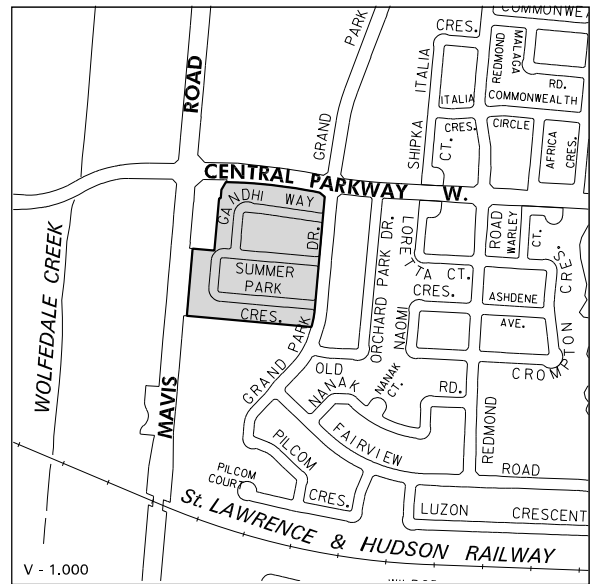 COMMONWEALTH
CRES.
PARK
GRAND
ROAD
SHIPKA
ITALIA
REDMOND
MALAGA
RD.
ITALIA
COMMONWEALTH
CRES.
CIRCLE
CT.
AFRICA
CRES.
CENTRAL PARKWAY W.
GANDHI WAY
DR.
SUMMER
PARK
CRES.
WOLFEDALE CREEK
MAVIS
GRAND PARK
ORCHARD PARK DR.
LORETTA CT.
CRES.
NAOMI
ROAD
WARLEY
CT.
ASHDENE
AVE.
CROMPTON CRES.
OLD
NANAK
NANAK
CT.
RD.
REDMOND
FAIRVIEW
ROAD
PILCOM
CRES.
PILCOM
COURT
LUZON CRESCENT
St. LAWRENCE & HUDSON RAILWAY
V - 1.000